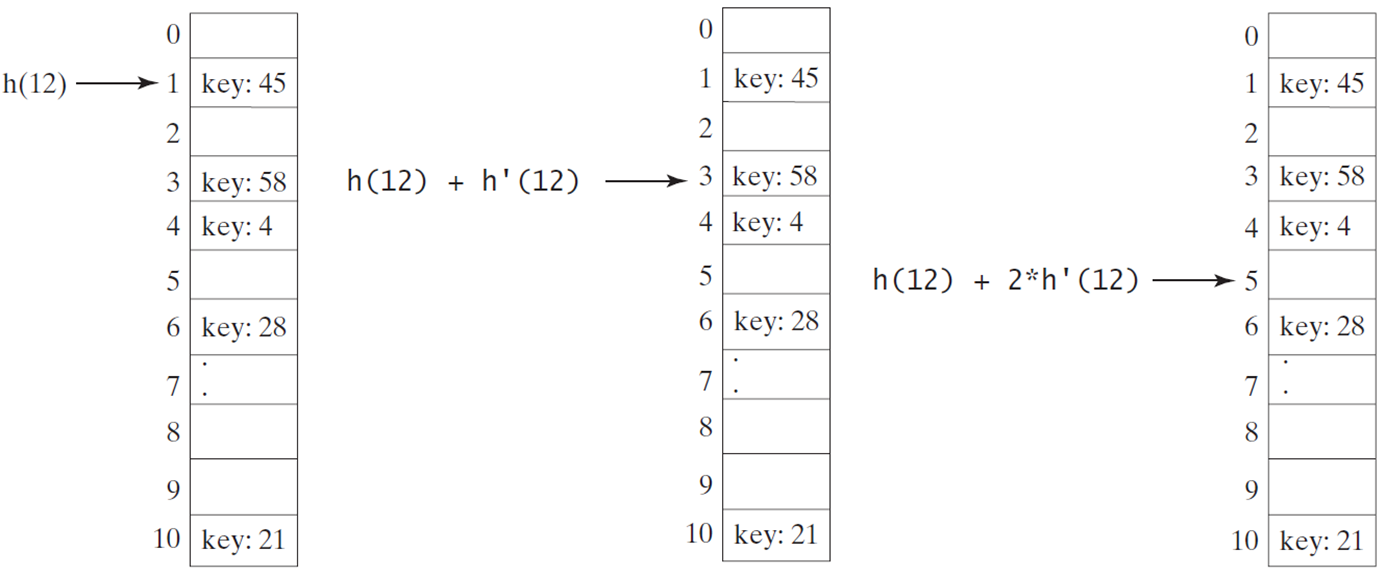 0
h(12) 1 key: 45
2
3 key: 58
4 key: 4
5
6 key: 28
7 . .
8
9
10 key: 21
0
1 key: 45
2
h(12) + h'(12) 3 key: 58
4 key: 4
5
6 key: 28
7 . .
8
9
10 key: 21
0
1 key: 45
2
3 key: 58
4 key: 4
h(12) + 2*h'(12) 5
6 key: 28
7 . .
8
9
10 key: 21